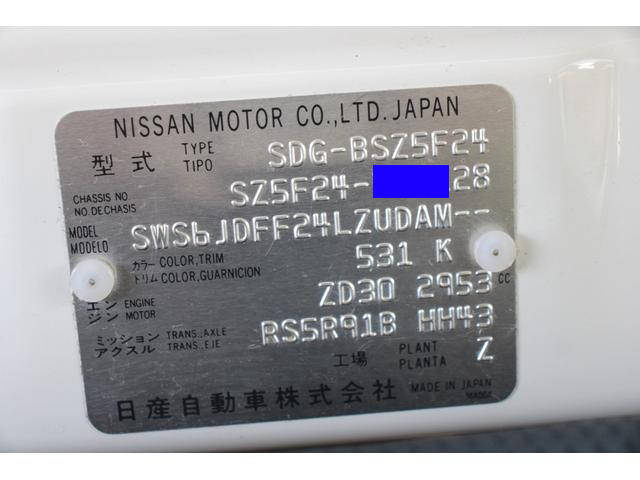 NISSAN MOTOR CO.,LTD. JAPAN
型式 TYPE TIPO SDG-BSZ5F24
CHASSIS NO NO.DE CHASIS SZ5F24- 28
MODEL MODELO SWS6JDFF24LZUDAM--
カラー COLOR,TRIM トリム COLOR,GUARNICION 531 K
エンジン ENGINE MOTOR ZD30 2953 CC
ミッション アクスル TRANS.,AXLE TRANS.,EJE RS5R91B HH43
工場 PLANT PLANTA Z
日産自動車株式会社 MADE IN JAPAN